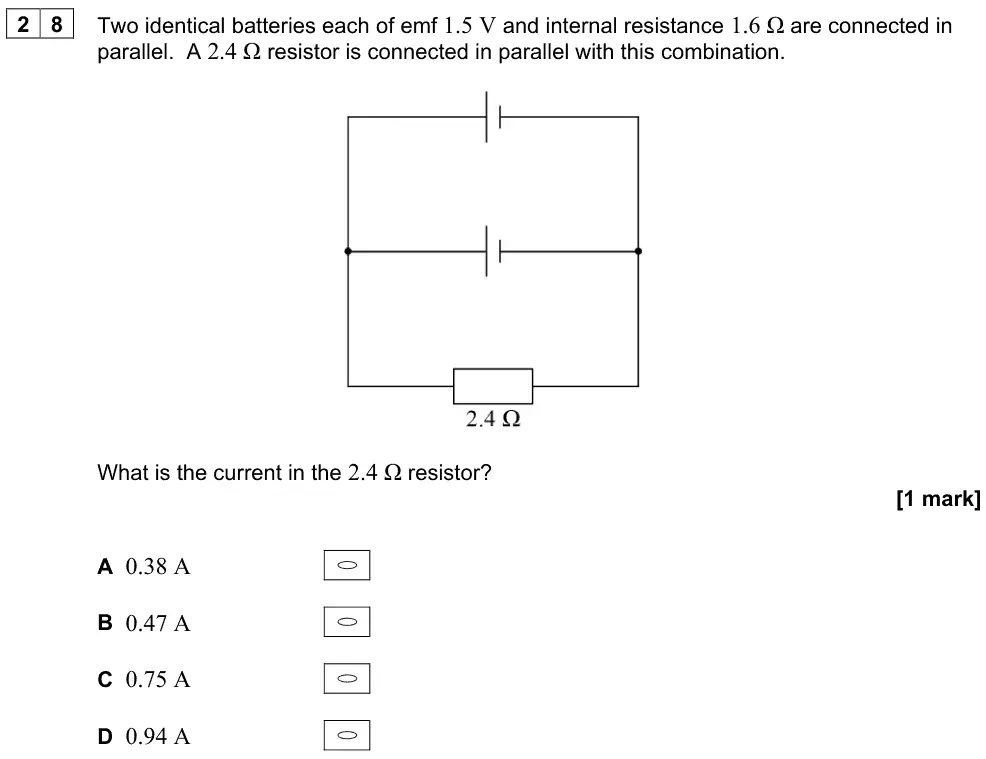 2 8 Two identical batteries each of emf 1.5 V and internal resistance 1.6 Ω are connected in
parallel. A 2.4 Ω resistor is connected in parallel with this combination.
2.4 Ω
What is the current in the 2.4 Ω resistor?
[1 mark]
A 0.38 A
B 0.47 A
C 0.75 A
D 0.94 A